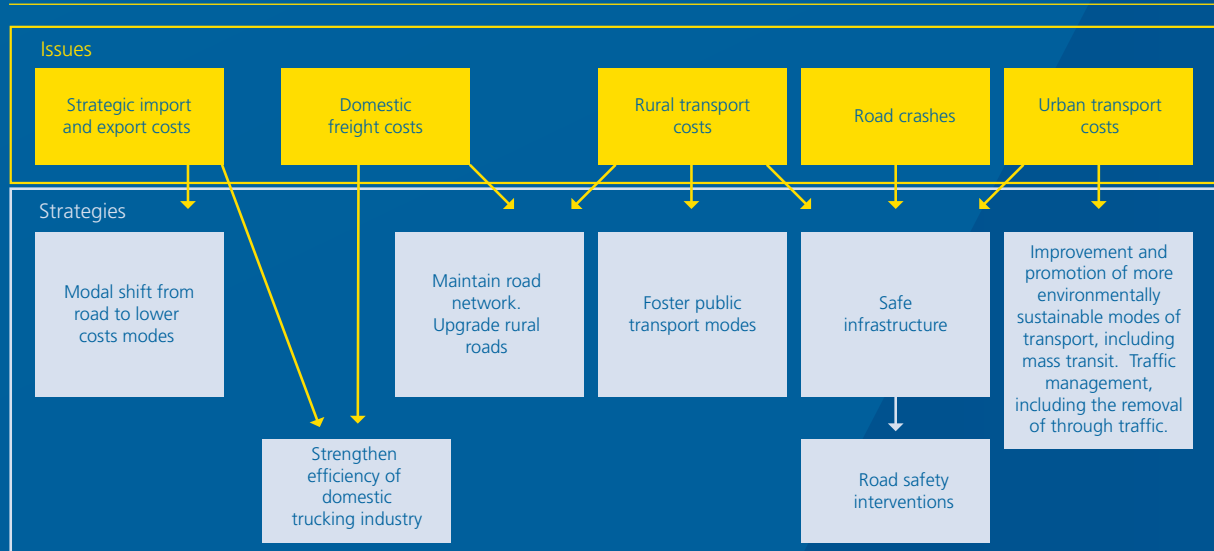 Issues
Strategic import
and export costs
Domestic
freight costs
Rural transport
costs
Road crashes
Urban transport
costs
Strategies
Modal shift from
road to lower
costs modes
Maintain road
network.
Upgrade rural
roads
Foster public
transport modes
Safe
infrastructure
Improvement and
promotion of more
environmentally
sustainable modes of
transport, including
mass transit. Traffic
management,
including the removal
of through traffic.
Strengthen
efficiency of
domestic
trucking industry
Road safety
interventions